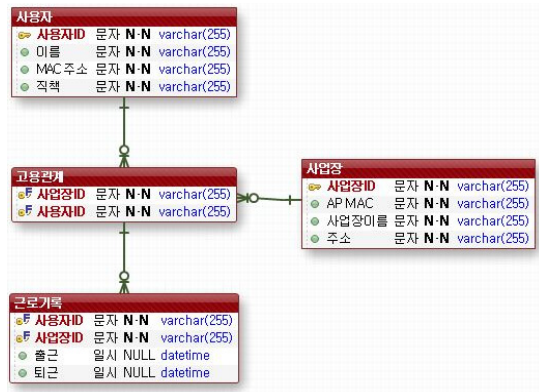 사용자
사용자ID 문자 N-N varchar(255)
이름 문자 N-N varchar(255)
MAC주소 문자 N-N varchar(255)
직책 문자 N-N varchar(255)
고용관계
사업장ID 문자 N-N varchar(255)
사용자ID 문자 N-N varchar(255)
사업장
사업장ID 문자 N-N varchar(255)
AP MAC 문자 N-N varchar(255)
사업장이름 문자 N-N varchar(255)
주소 문자 N-N varchar(255)
근로기록
사용자ID 문자 N-N varchar(255)
사업장ID 문자 N-N varchar(255)
출근 일시 NULL datetime
퇴근 일시 NULL datetime